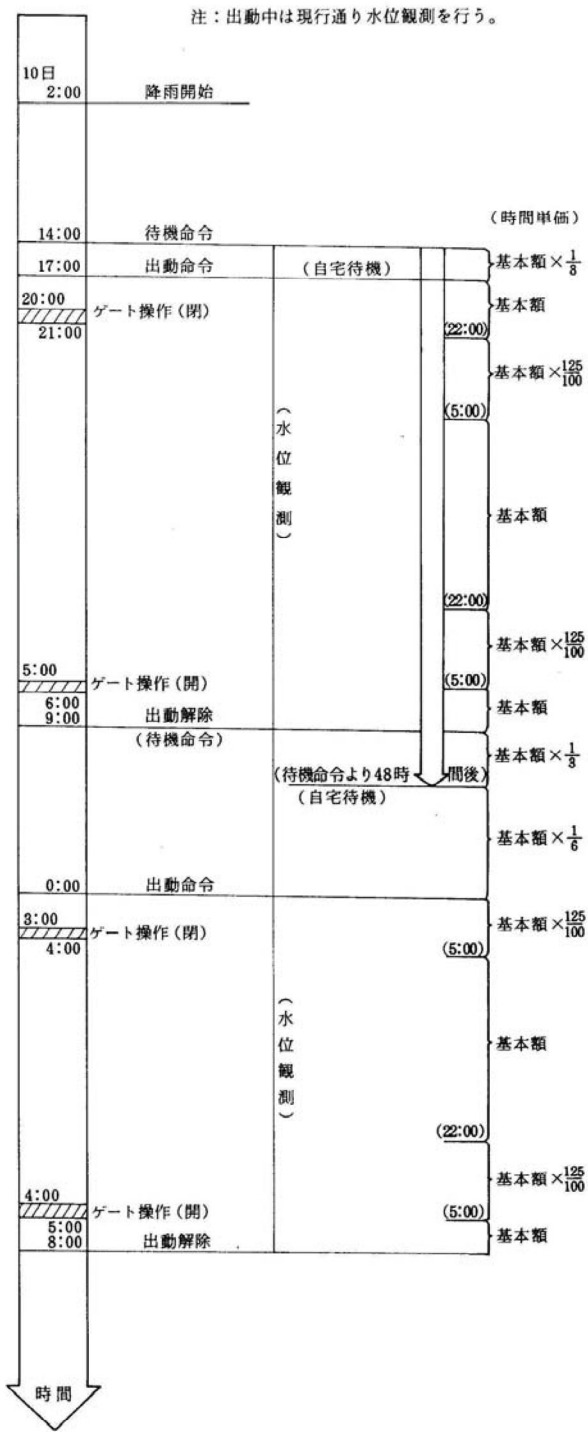 注：出動中は現行通り水位観測を行う。
10日
2:00 降雨開始
（時間単価）
14:00 待機命令
基本額×1/3
17:00 出動命令 （自宅待機）
20:00
ゲート操作（閉）
基本額
21:00
(22:00)
基本額×125/100
(5:00)
（水位観測）
基本額
(22:00)
基本額×125/100
5:00
ゲート操作（開）
(5:00)
6:00
基本額
9:00 出動解除
（待機命令）
基本額×1/3
（待機命令より48時間後）
（自宅待機）
基本額×1/6
0:00 出動命令
3:00
ゲート操作（閉）
基本額×125/100
4:00
(5:00)
（水位観測）
基本額
(22:00)
基本額×125/100
4:00
ゲート操作（開）
(5:00)
5:00
基本額
8:00 出動解除
時間